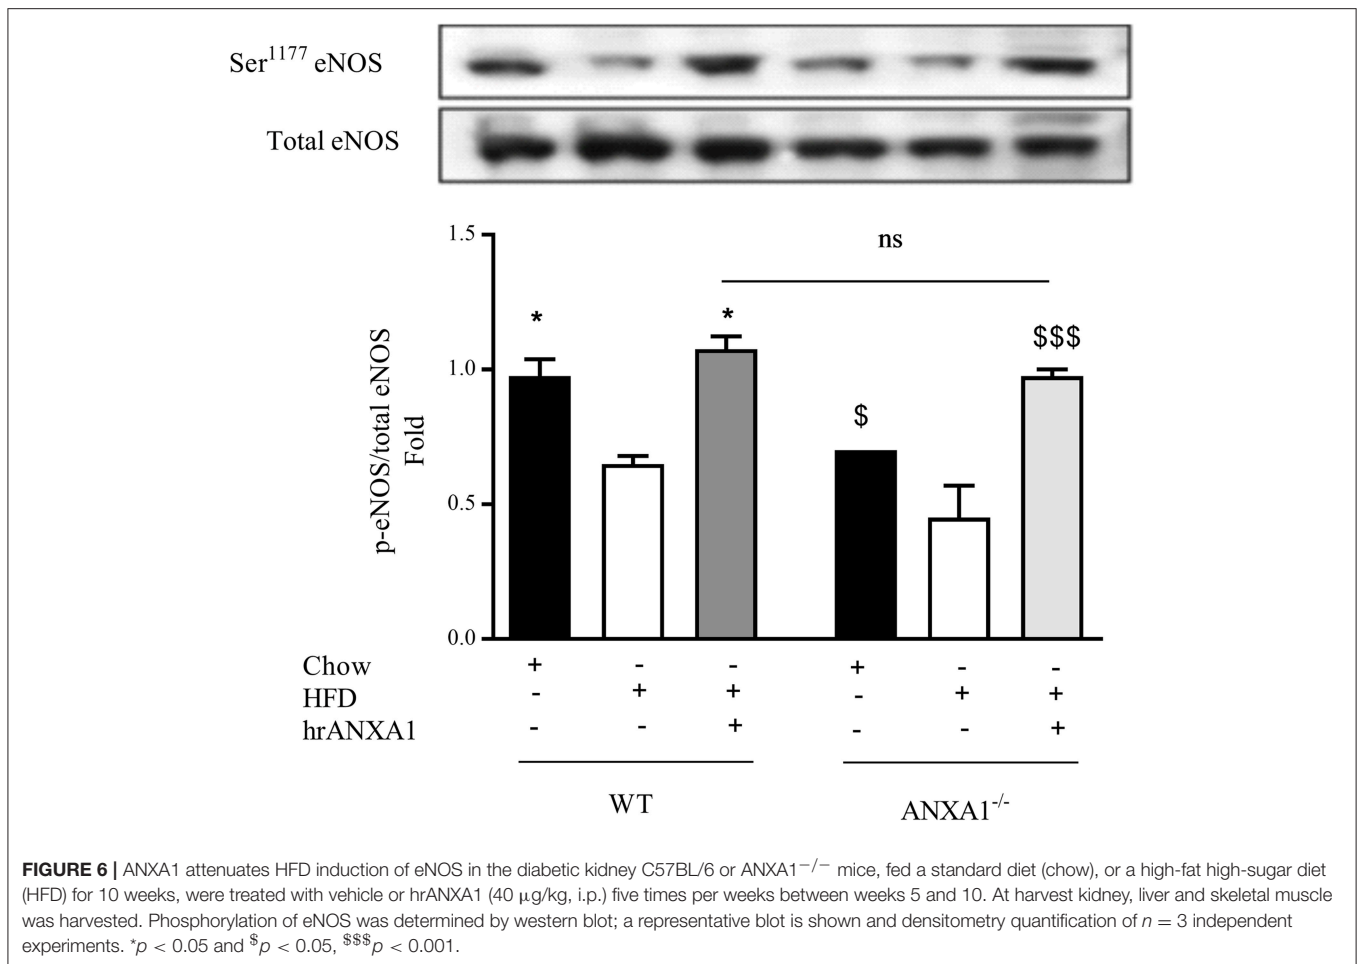 Ser1177 eNOS
Total eNOS
1.5
ns
* *
$$$
1.0
$
p-eNOS/total eNOS
Fold
0.5
0.0
Chow + - - + - -
HFD - + + - + +
hrANXA1 - - + - - +
WT ANXA1-/-
FIGURE 6 | ANXA1 attenuates HFD induction of eNOS in the diabetic kidney C57BL/6 or ANXA1−/− mice, fed a standard diet (chow), or a high-fat high-sugar diet
(HFD) for 10 weeks, were treated with vehicle or hrANXA1 (40 μg/kg, i.p.) five times per weeks between weeks 5 and 10. At harvest kidney, liver and skeletal muscle
was harvested. Phosphorylation of eNOS was determined by western blot; a representative blot is shown and densitometry quantification of n = 3 independent
experiments. *p < 0.05 and $p < 0.05, $$$p < 0.001.